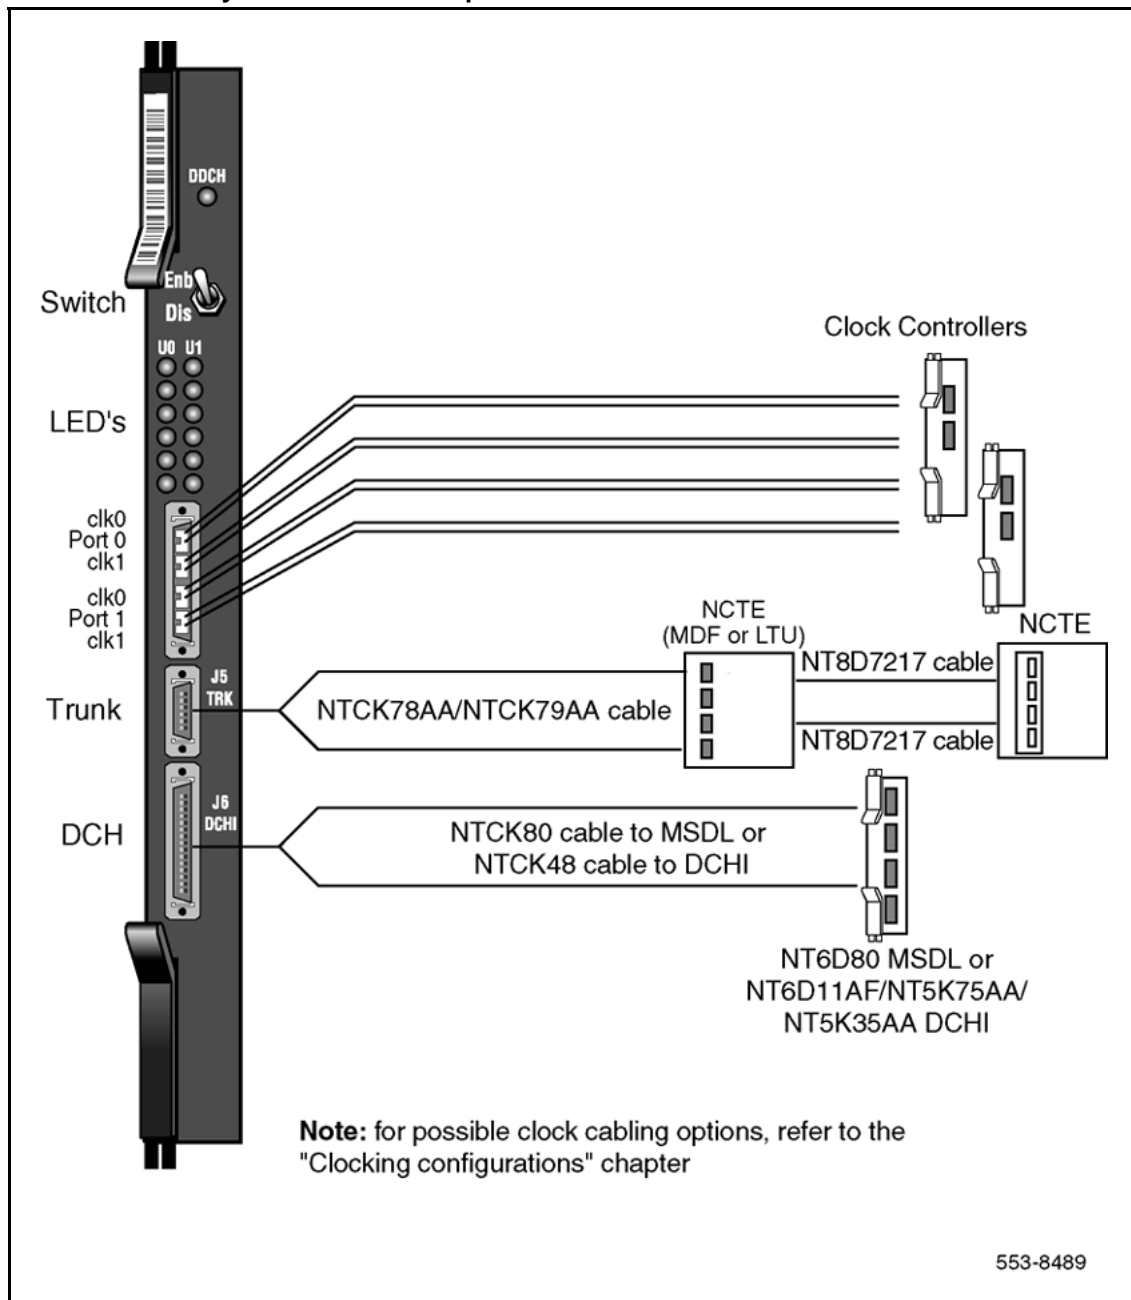 DDCH
Enb
Switch
Dis
Clock Controllers
U0 U1
LED's
clk0
Port 0
clk1
clk0
Port 1
clk1
NCTE
(MDF or LTU)
NCTE
NT8D7217 cable
J5
TRK
Trunk
NTCK78AA/NTCK79AA cable
NT8D7217 cable
J6
DCHI
DCH
NTCK80 cable to MSDL or
NTCK48 cable to DCHI
NT6D80 MSDL or
NT6D11AF/NT5K75AA/
NT5K35AA DCHI
Note: for possible clock cabling options, refer to the
"Clocking configurations" chapter
553-8489